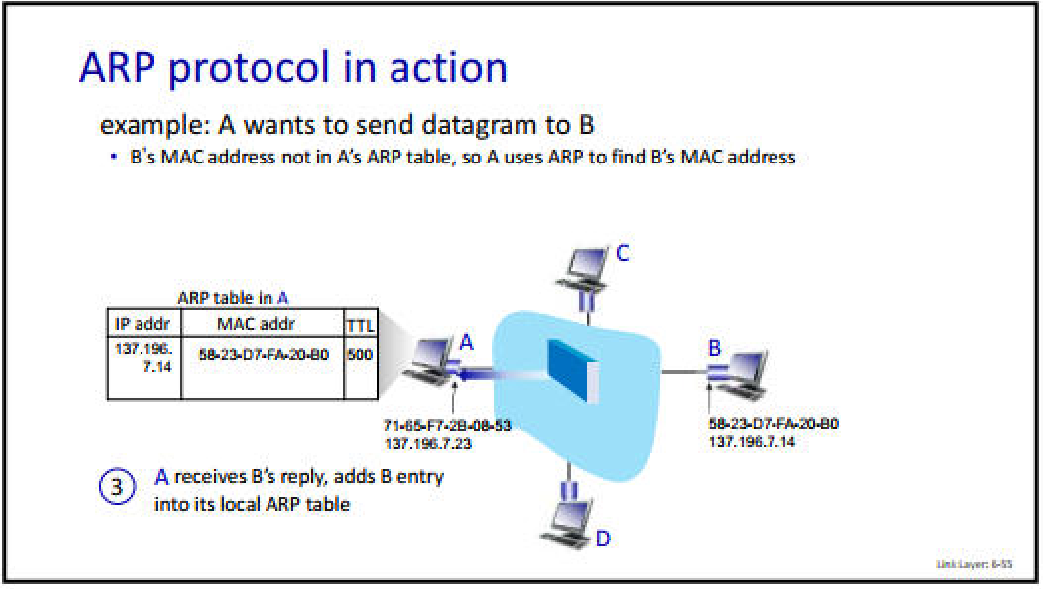 ARP protocol in action
example: A wants to send datagram to B
• B's MAC address not in A's ARP table, so A uses ARP to find B's MAC address
C
ARP table in A
IP addr MAC addr TTL
137.196.
7.14
58-23-D7-FA-20-B0 500
A
B
71-65-F7-2B-08-53
137.196.7.23
58-23-D7-FA-20-B0
137.196.7.14
3
A receives B's reply, adds B entry
into its local ARP table
D
Link Layer: 6-55